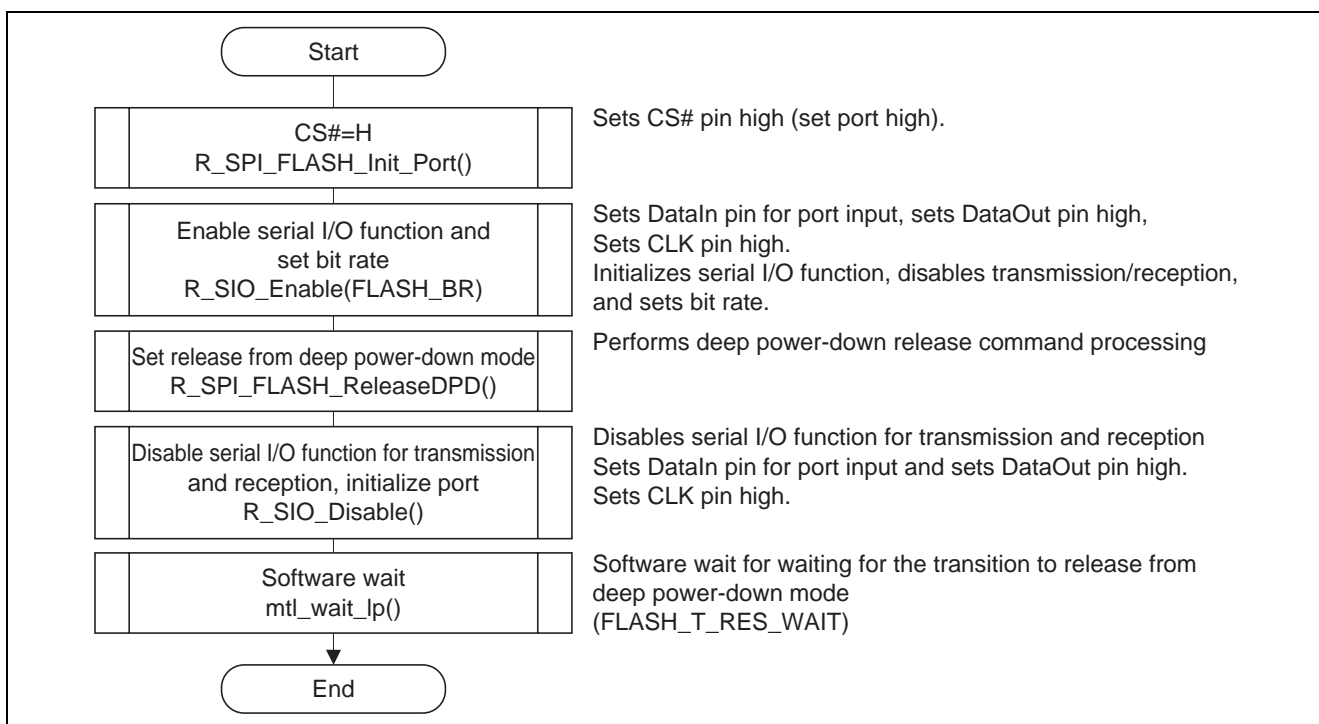 Start
CS#=H
R_SPI_FLASH_Init_Port()
Sets CS# pin high (set port high).
Enable serial I/O function and
set bit rate
R_SIO_Enable(FLASH_BR)
Sets DataIn pin for port input, sets DataOut pin high,
Sets CLK pin high.
Initializes serial I/O function, disables transmission/reception,
and sets bit rate.
Set release from deep power-down mode
R_SPI_FLASH_ReleaseDPD()
Performs deep power-down release command processing
Disable serial I/O function for transmission
and reception, initialize port
R_SIO_Disable()
Disables serial I/O function for transmission and reception
Sets DataIn pin for port input and sets DataOut pin high.
Sets CLK pin high.
Software wait
mtl_wait_lp()
Software wait for waiting for the transition to release from
deep power-down mode
(FLASH_T_RES_WAIT)
End